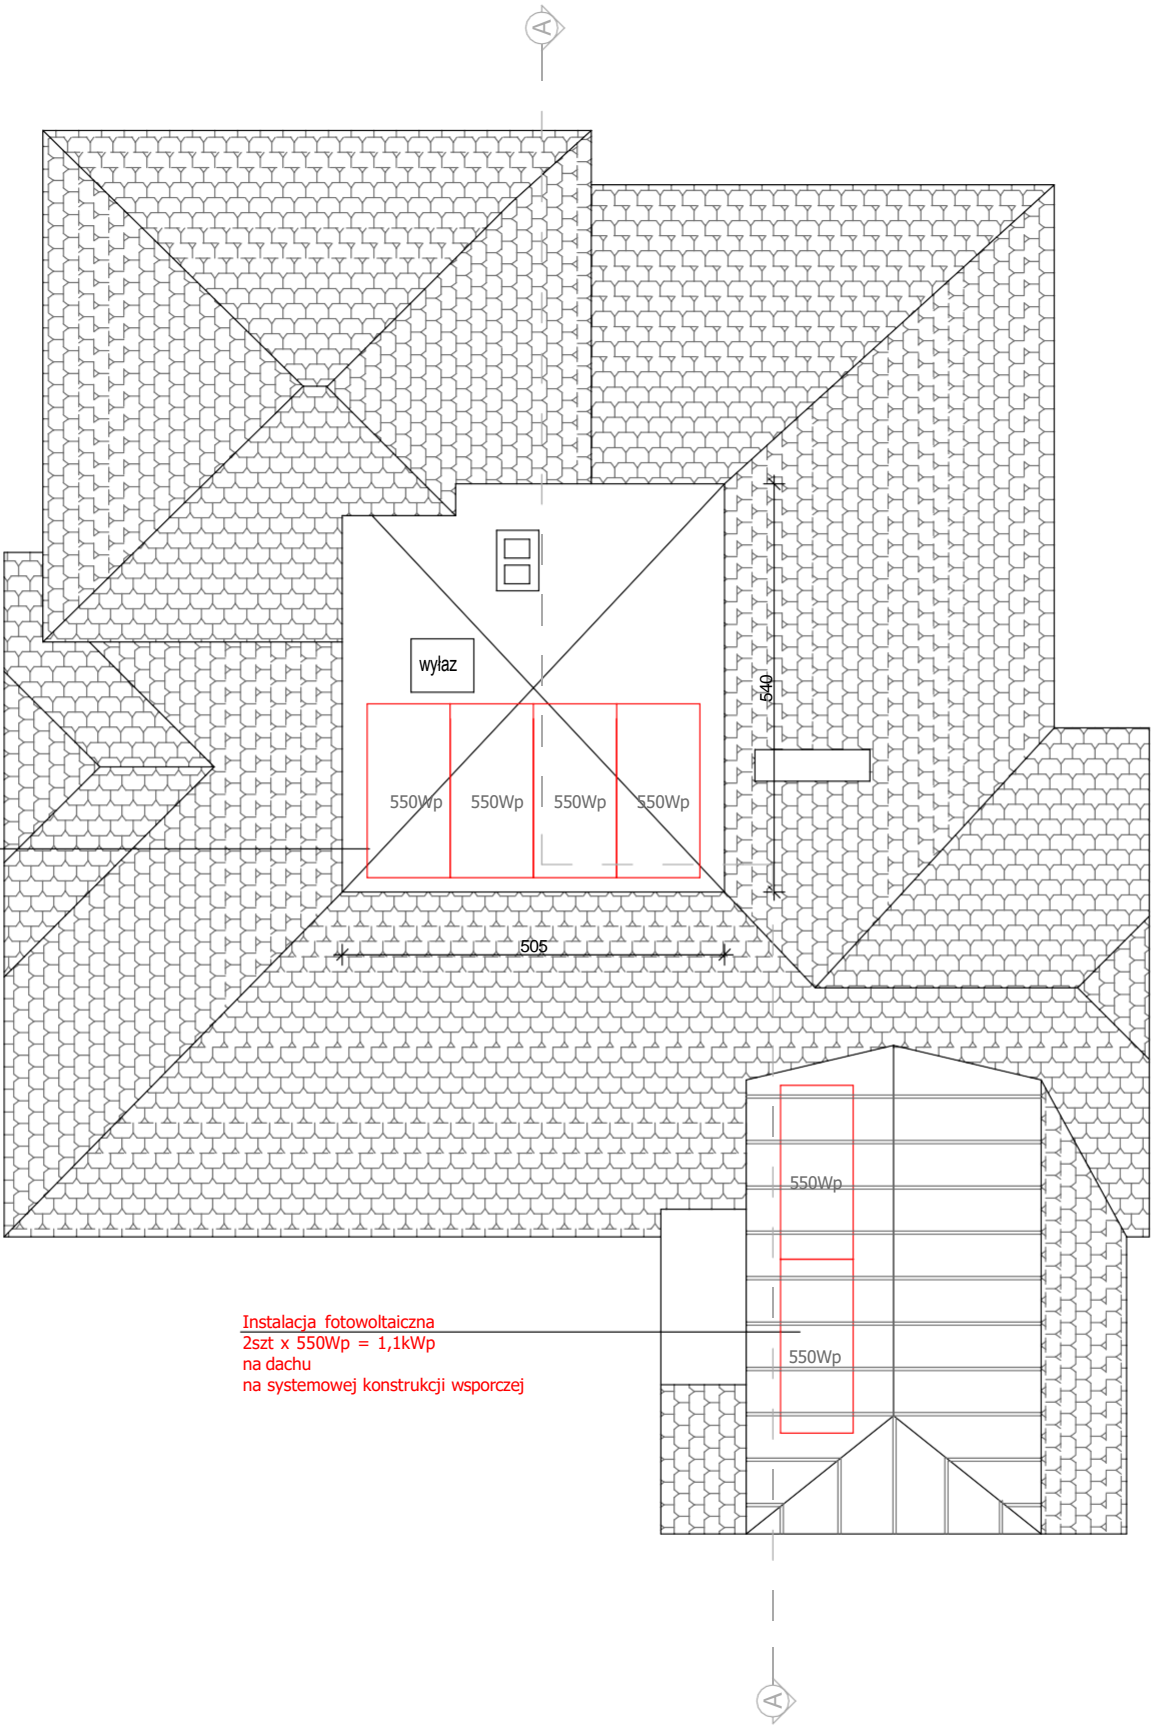 A
wyłaz
540
550Wp 550Wp 550Wp 550Wp
505
550Wp
Instalacja fotowoltaiczna
2szt x 550Wp = 1,1kWp
na dachu
na systemowej konstrukcji wsporczej
550Wp
A